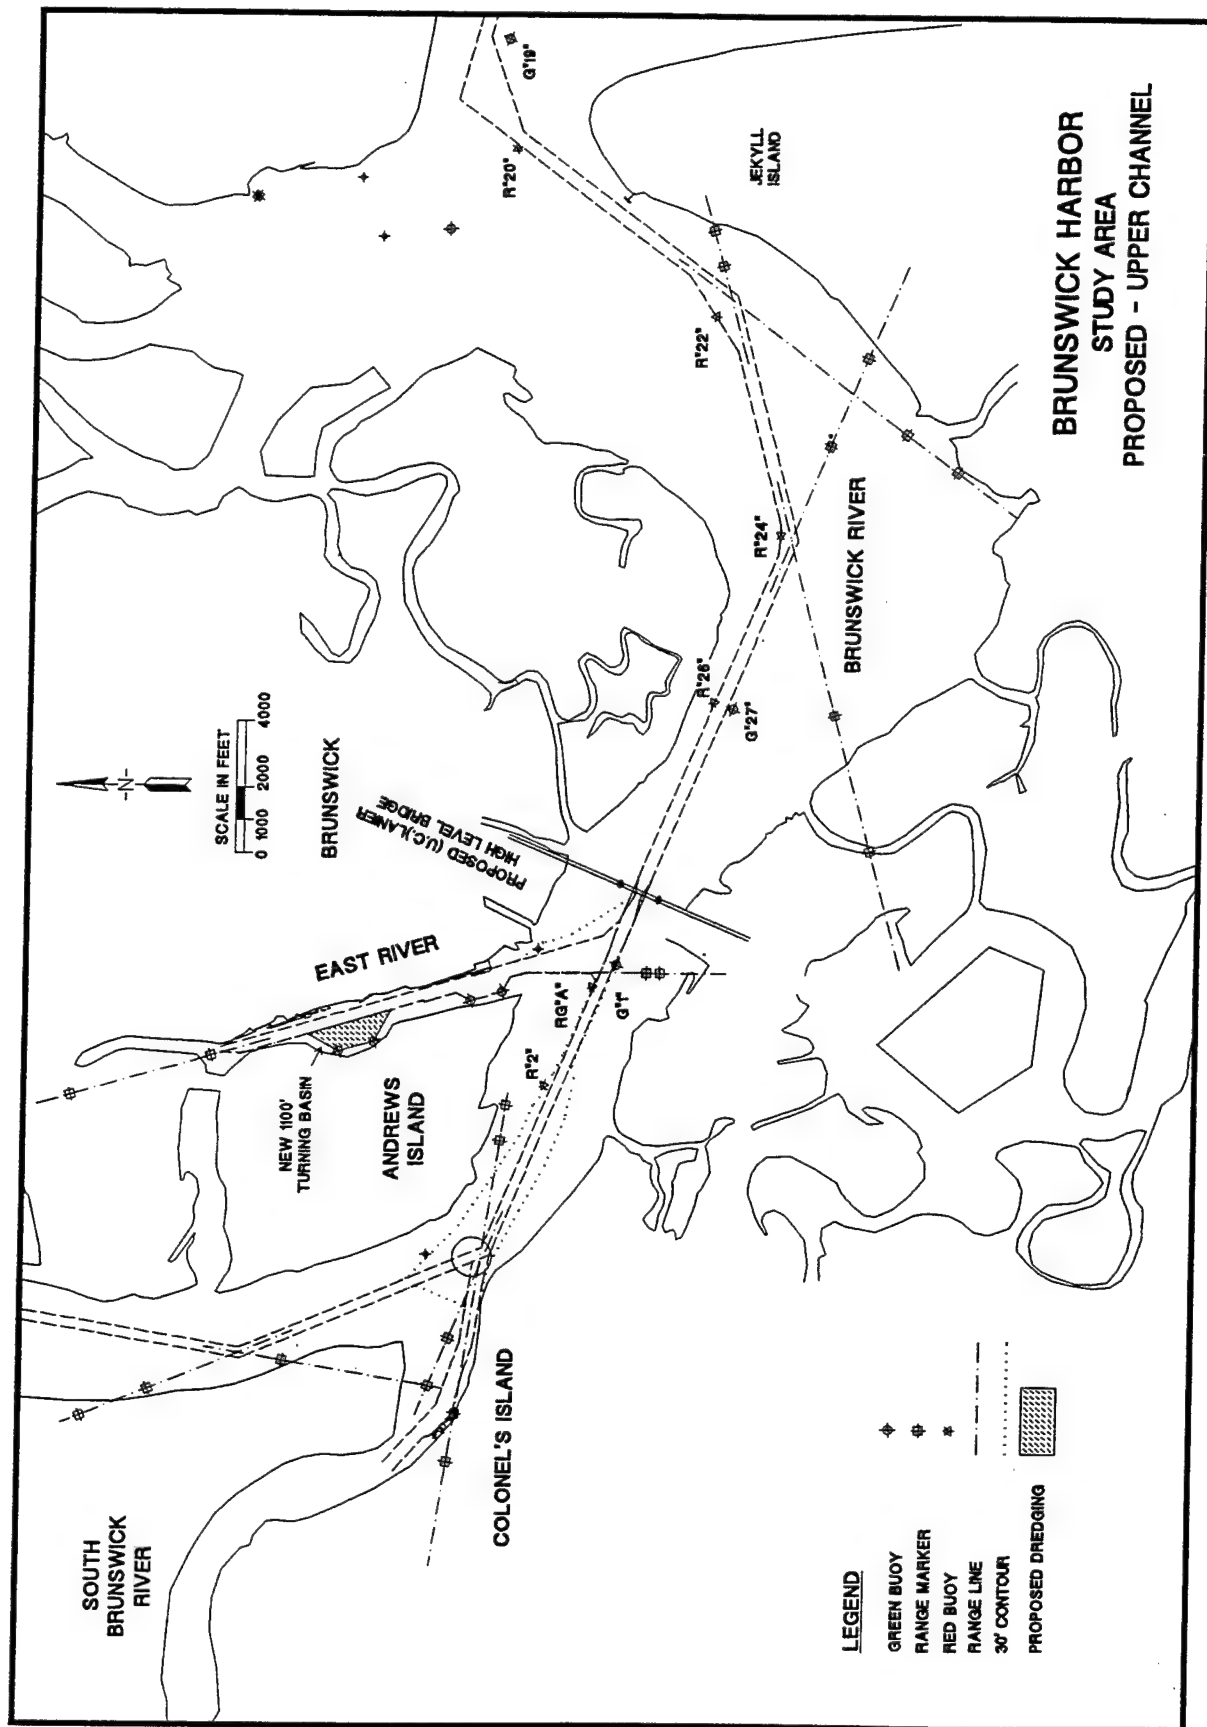 BRUNSWICK HARBOR
STUDY AREA
PROPOSED - UPPER CHANNEL
SOUTH
BRUNSWICK
RIVER
COLONEL'S ISLAND
ANDREWS
ISLAND
NEW 1100'
TURNING BASIN
EAST RIVER
BRUNSWICK
SCALE IN FEET
0 1000 2000 4000
-N-
PROPOSED (U.C.) LANIER
HIGH LEVEL BRIDGE
R"2"
RG"A"
G"1"
R"26"
G"27"
R"24"
BRUNSWICK RIVER
R"22"
R"20"
G"19"
JEKYLL
ISLAND
LEGEND
GREEN BUOY
RANGE MARKER
RED BUOY
RANGE LINE
30' CONTOUR
PROPOSED DREDGING